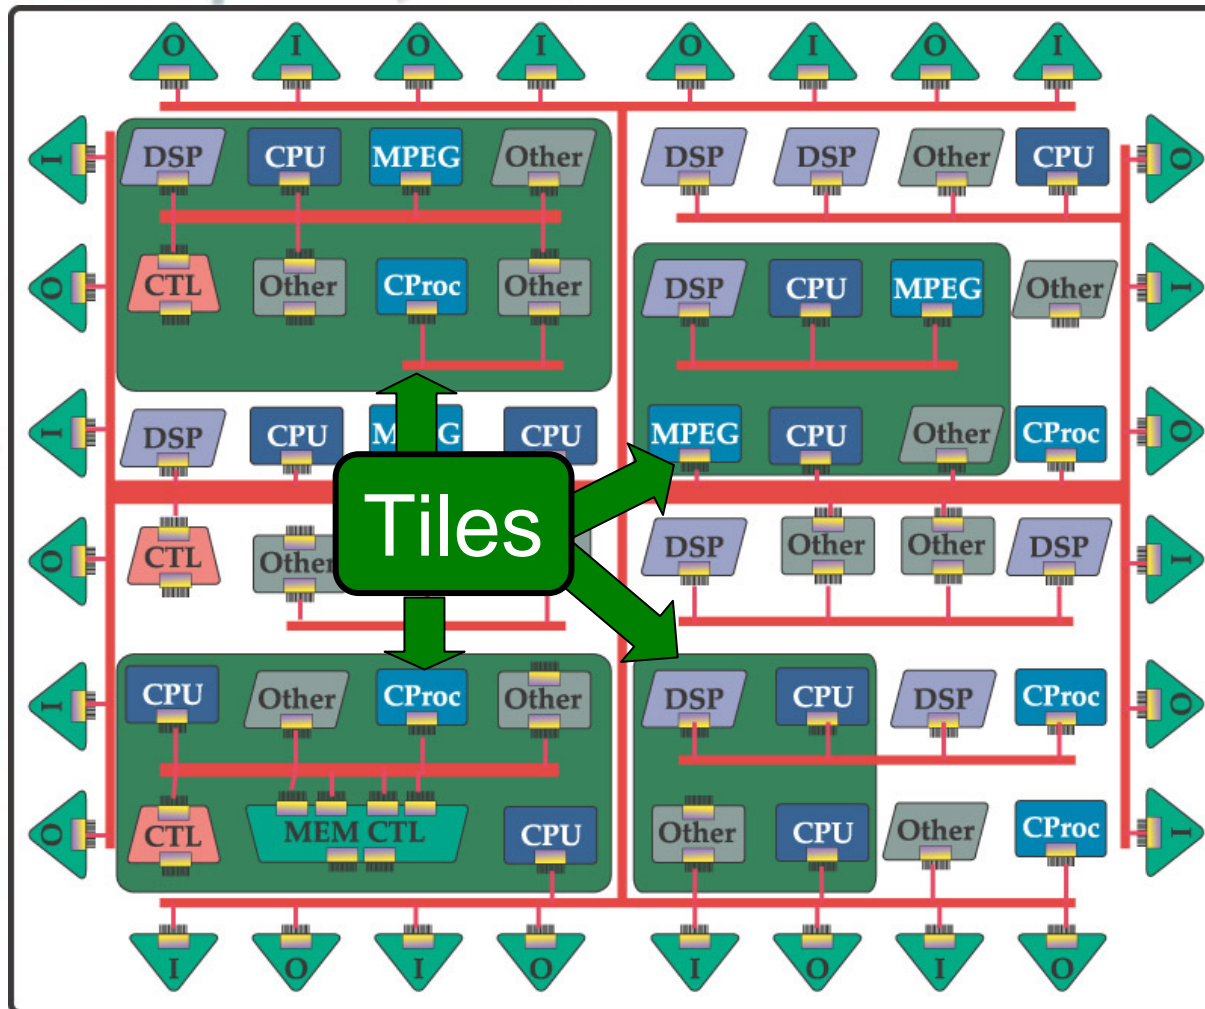 O I O I O I O I
I DSP CPU MPEG Other DSP DSP Other CPU O
O CTL Other CProc Other DSP CPU MPEG Other I
I DSP CPU MPEG CPU MPEG CPU Other CProc O
Tiles
O CTL Other DSP Other Other DSP I
I CPU Other CProc Other DSP CPU DSP CProc O
O CTL MEM CTL CPU Other CPU Other CProc I
I O I O I O I O